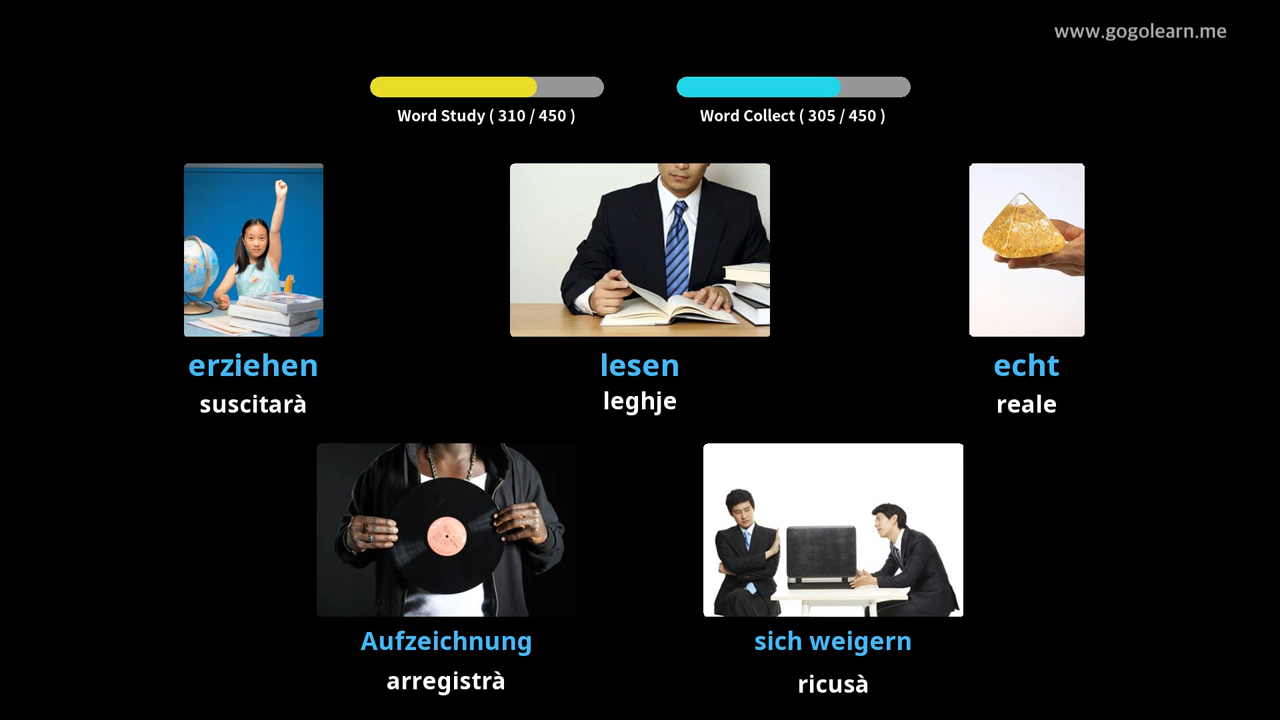 www.gogolearn.me
Word Study ( 310 / 450 )
Word Collect ( 305 / 450 )
erziehen
suscitarà
lesen
leghje
echt
reale
Aufzeichnung
arregistrà
sich weigern
ricusà